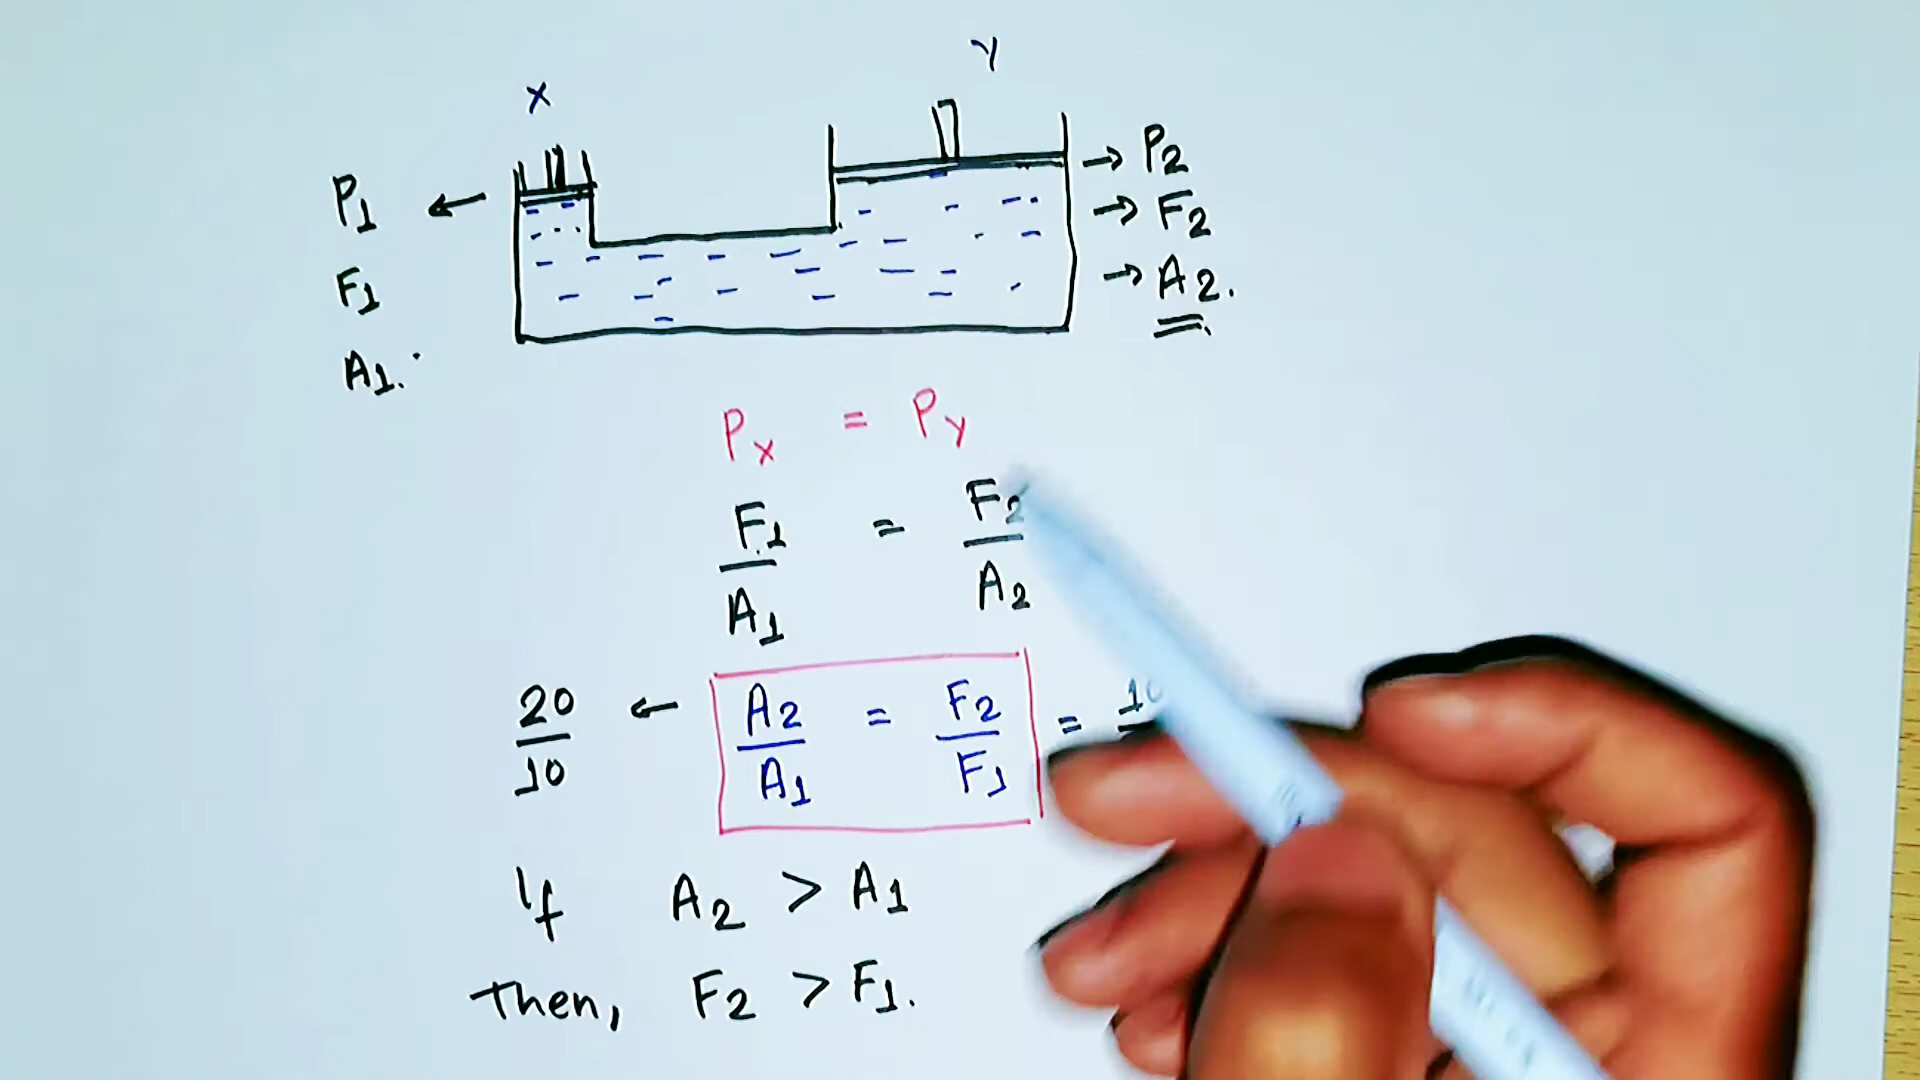 X
Y
P1 ←
→ P2
F1
→ F2
A1.
→ A2.
Px = Py
F1/A1 = F2/A2
20/10 ← A2/A1 = F2/F1 =
If A2 > A1
Then, F2 > F1.